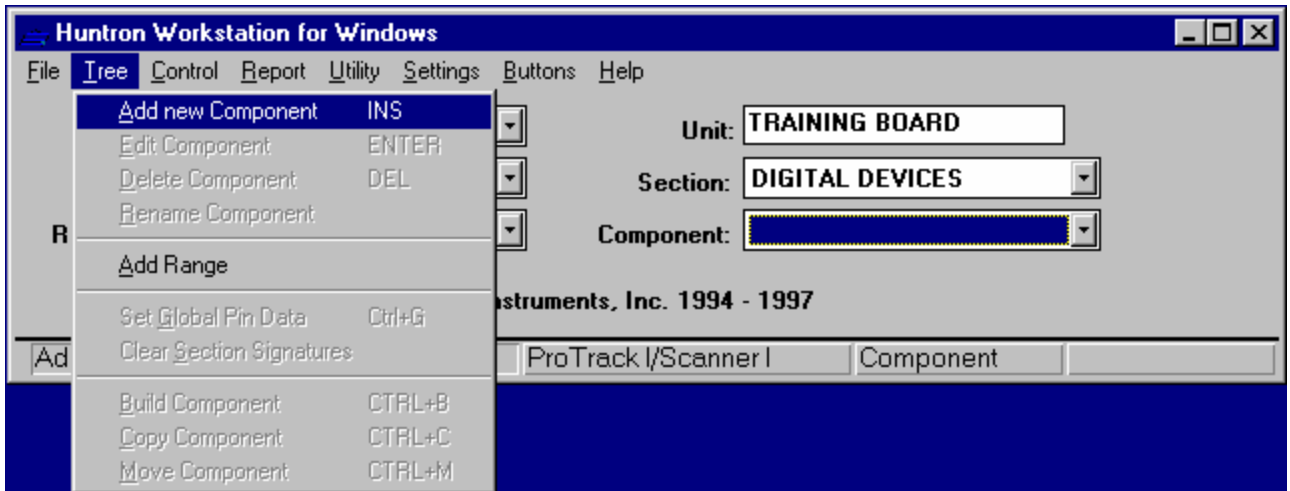 Huntron Workstation for Windows
File Tree Control Report Utility Settings Buttons Help
Add new Component INS
Edit Component ENTER
Delete Component DEL
Rename Component
Add Range
Set Global Pin Data Ctrl+G
Clear Section Signatures
Build Component CTRL+B
Copy Component CTRL+C
Move Component CTRL+M
Unit: TRAINING BOARD
Section: DIGITAL DEVICES
R
Component:
nstruments, Inc. 1994 - 1997
Ad
ProTrack I/Scanner I
Component